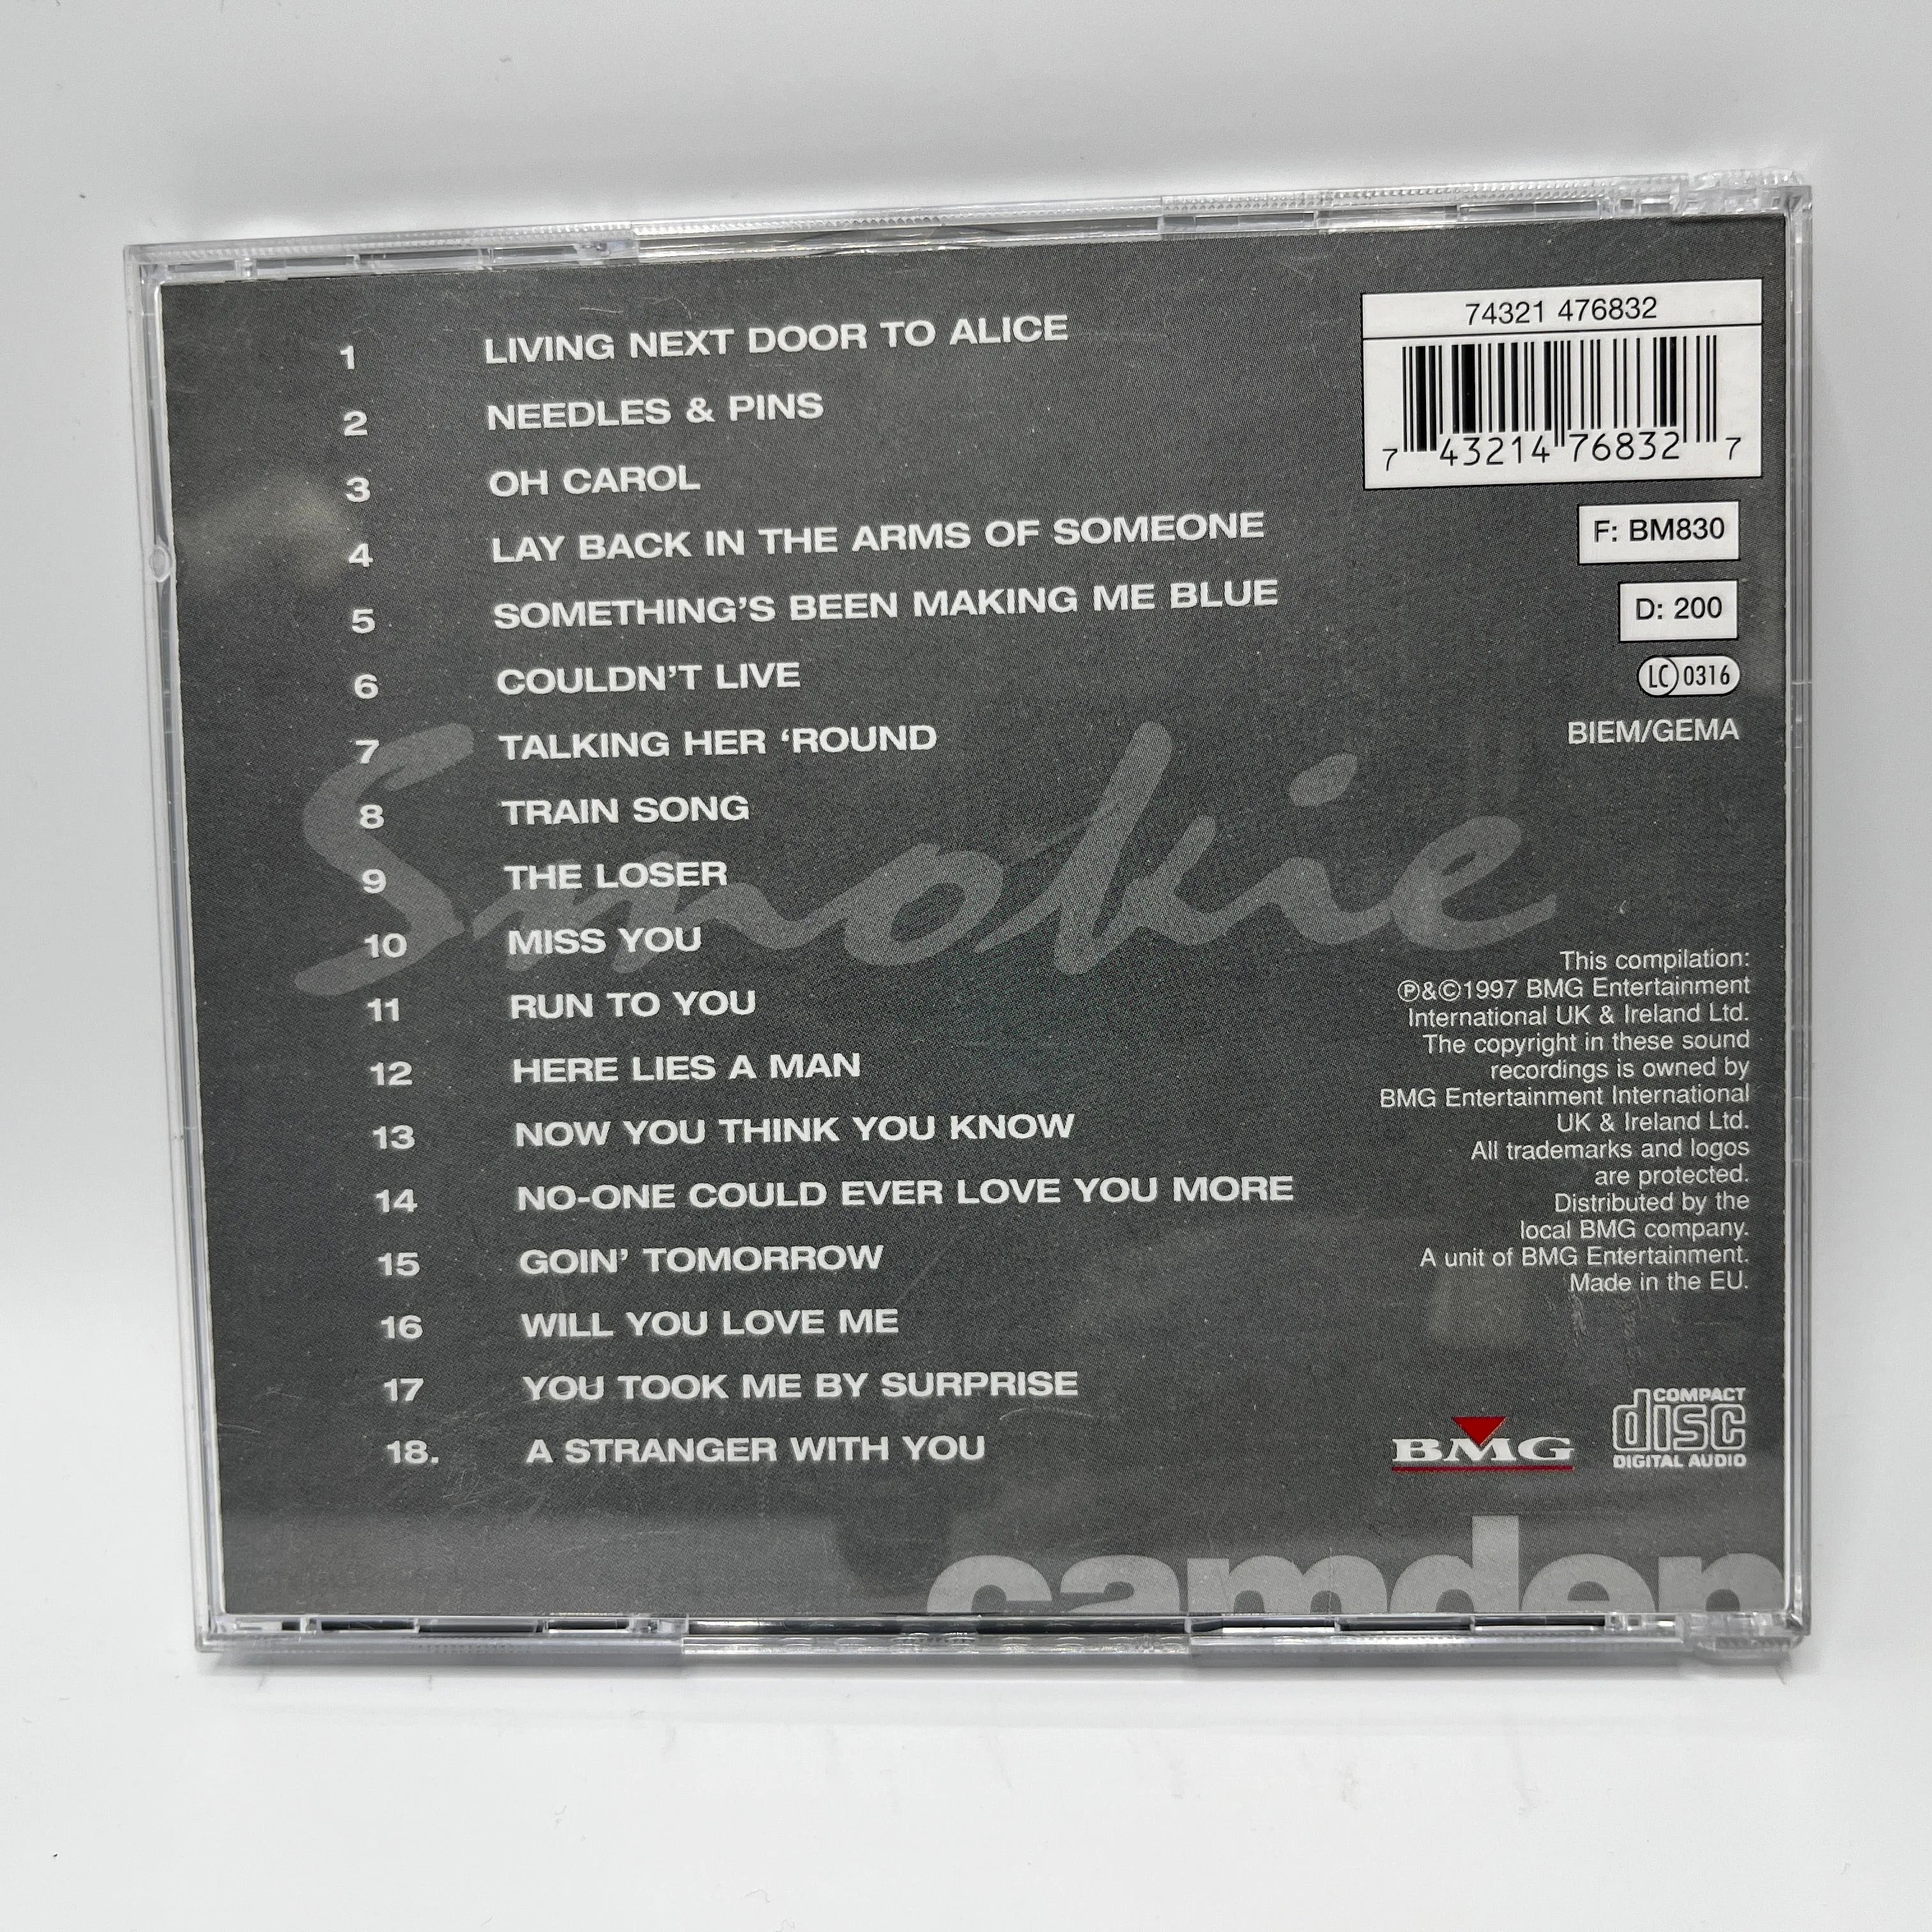 1 LIVING NEXT DOOR TO ALICE
2 NEEDLES & PINS
3 OH CAROL
4 LAY BACK IN THE ARMS OF SOMEONE
5 SOMETHING'S BEEN MAKING ME BLUE
6 COULDN'T LIVE
7 TALKING HER ‘ROUND
8 TRAIN SONG
9 THE LOSER
10 MISS YOU
11 RUN TO YOU
12 HERE LIES A MAN
13 NOW YOU THINK YOU KNOW
14 NO-ONE COULD EVER LOVE YOU MORE
15 GOIN' TOMORROW
16 WILL YOU LOVE ME
17 YOU TOOK ME BY SURPRISE
18. A STRANGER WITH YOU
Smokie
74321 476832
7 43214 76832 7
F: BM830
D: 200
LC 0316
BIEM/GEMA
This compilation:
℗&©1997 BMG Entertainment
International UK & Ireland Ltd.
The copyright in these sound
recordings is owned by
BMG Entertainment International
UK & Ireland Ltd.
All trademarks and logos
are protected.
Distributed by the
local BMG company.
A unit of BMG Entertainment.
Made in the EU.
BMG
COMPACT
disc
DIGITAL AUDIO
camden